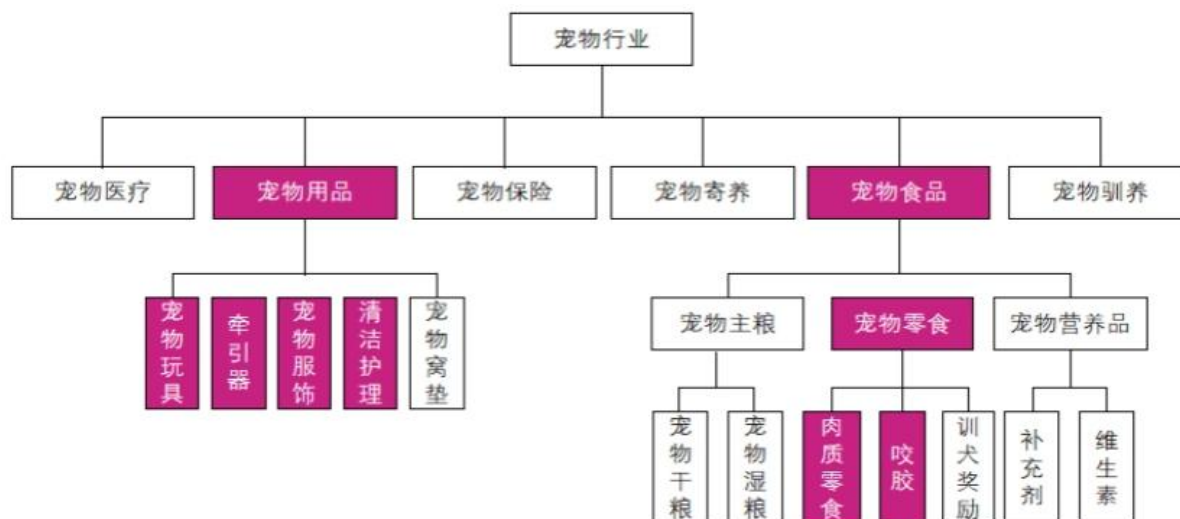 宠物行业
宠物医疗
宠物用品
宠物保险
宠物寄养
宠物食品
宠物驯养
宠物玩具
牵引器
宠物服饰
清洁护理
宠物窝垫
宠物主粮
宠物零食
宠物营养品
宠物干粮
宠物湿粮
肉质零食
咬胶
训犬奖励
补充剂
维生素